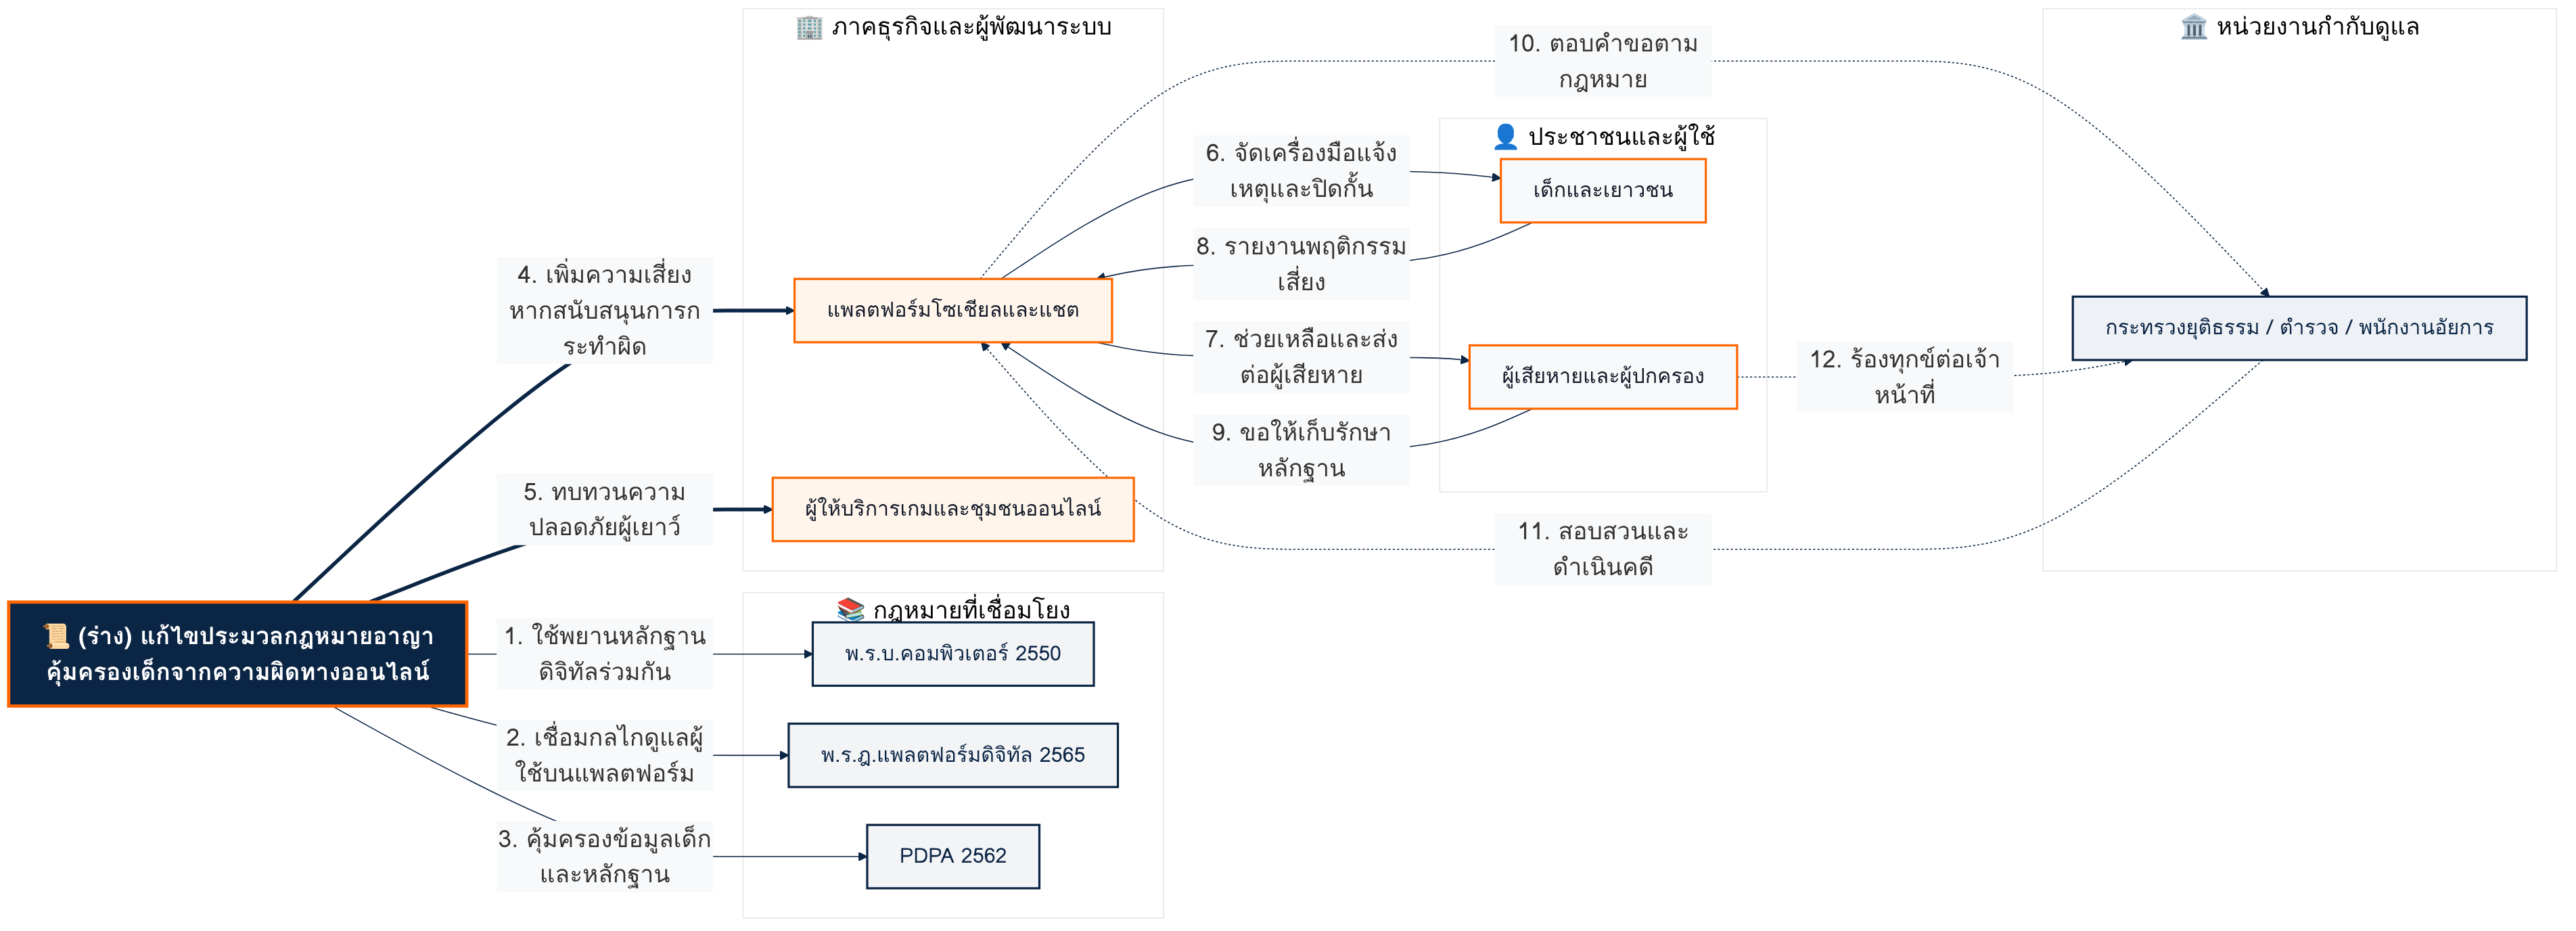 🏢 ภาคธุรกิจและผู้พัฒนาระบบ
🏛️ หน่วยงานกำกับดูแล
10. ตอบคำขอตาม
กฎหมาย
👤 ประชาชนและผู้ใช้
6. จัดเครื่องมือแจ้ง
เหตุและปิดกั้น
เด็กและเยาวชน
8. รายงานพฤติกรรม
เสี่ยง
4. เพิ่มความเสี่ยง
หากสนับสนุนการก
ระทำผิด
แพลตฟอร์มโซเชียลและแชต
กระทรวงยุติธรรม / ตำรวจ / พนักงานอัยการ
7. ช่วยเหลือและส่ง
ต่อผู้เสียหาย
ผู้เสียหายและผู้ปกครอง
12. ร้องทุกข์ต่อเจ้า
หน้าที่
9. ขอให้เก็บรักษา
หลักฐาน
5. ทบทวนความ
ปลอดภัยผู้เยาว์
ผู้ให้บริการเกมและชุมชนออนไลน์
11. สอบสวนและ
ดำเนินคดี
📜 (ร่าง) แก้ไขประมวลกฎหมายอาญา
คุ้มครองเด็กจากความผิดทางออนไลน์
📚 กฎหมายที่เชื่อมโยง
1. ใช้พยานหลักฐาน
ดิจิทัลร่วมกัน
พ.ร.บ.คอมพิวเตอร์ 2550
2. เชื่อมกลไกดูแลผู้
ใช้บนแพลตฟอร์ม
พ.ร.ฎ.แพลตฟอร์มดิจิทัล 2565
3. คุ้มครองข้อมูลเด็ก
และหลักฐาน
PDPA 2562